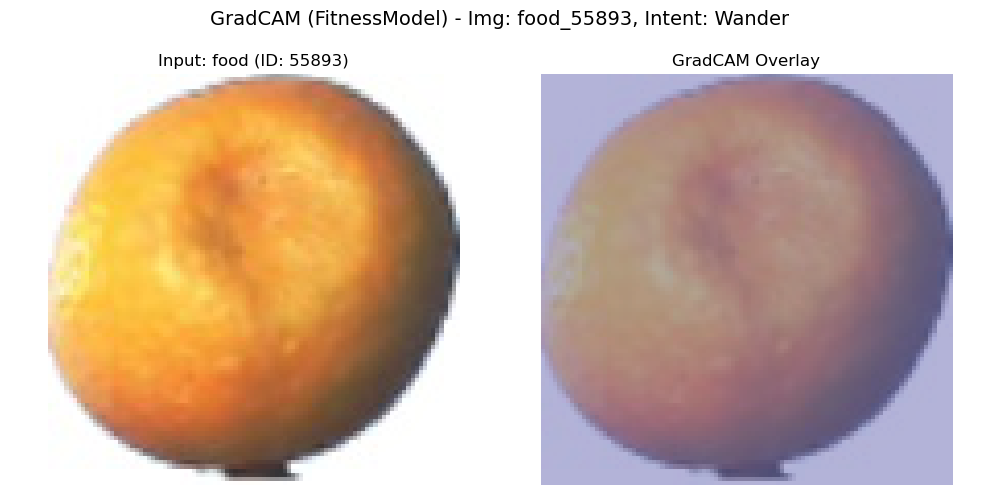 GradCAM (FitnessModel) - Img: food_55893, Intent: Wander
Input: food (ID: 55893)
GradCAM Overlay